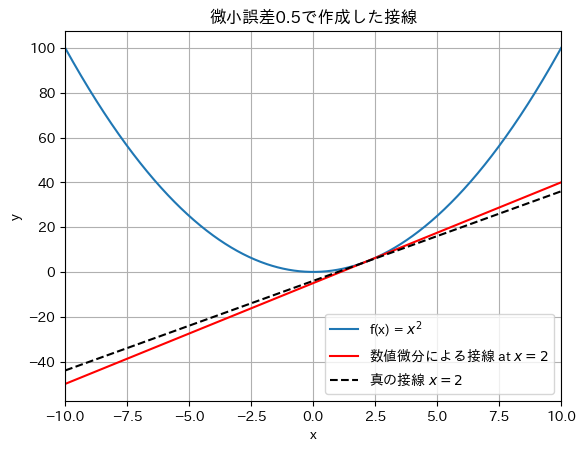 微小誤差0.5で作成した接線
y
100
80
60
40
20
0
−20
−40
−10.0 −7.5 −5.0 −2.5 0.0 2.5 5.0 7.5 10.0
x
f(x) = x²
数値微分による接線 at x = 2
真の接線 x = 2